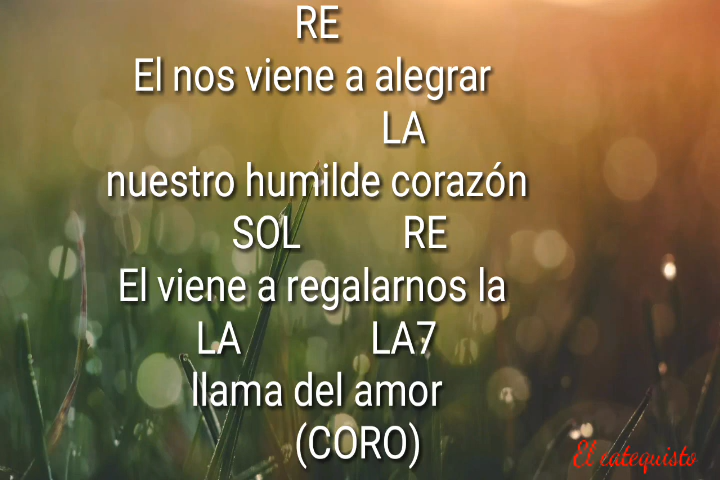 RE
El nos viene a alegrar
LA
nuestro humilde corazón
SOL RE
El viene a regalarnos la
LA LA7
llama del amor
(CORO)
El catequisto